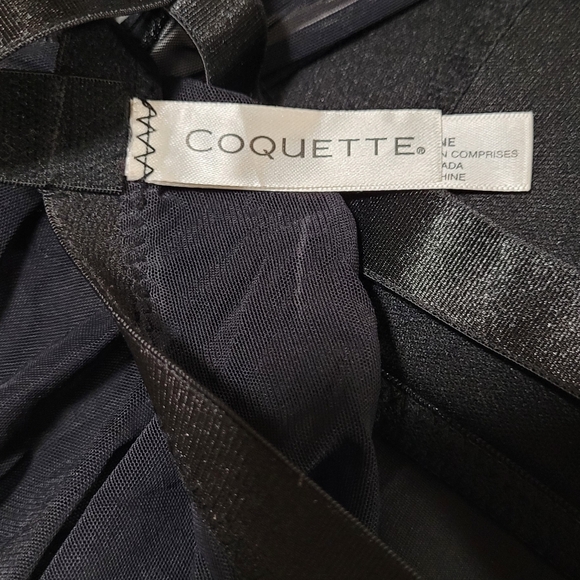 COQUETTE®
NE
N COMPRISES
ADA
HINE